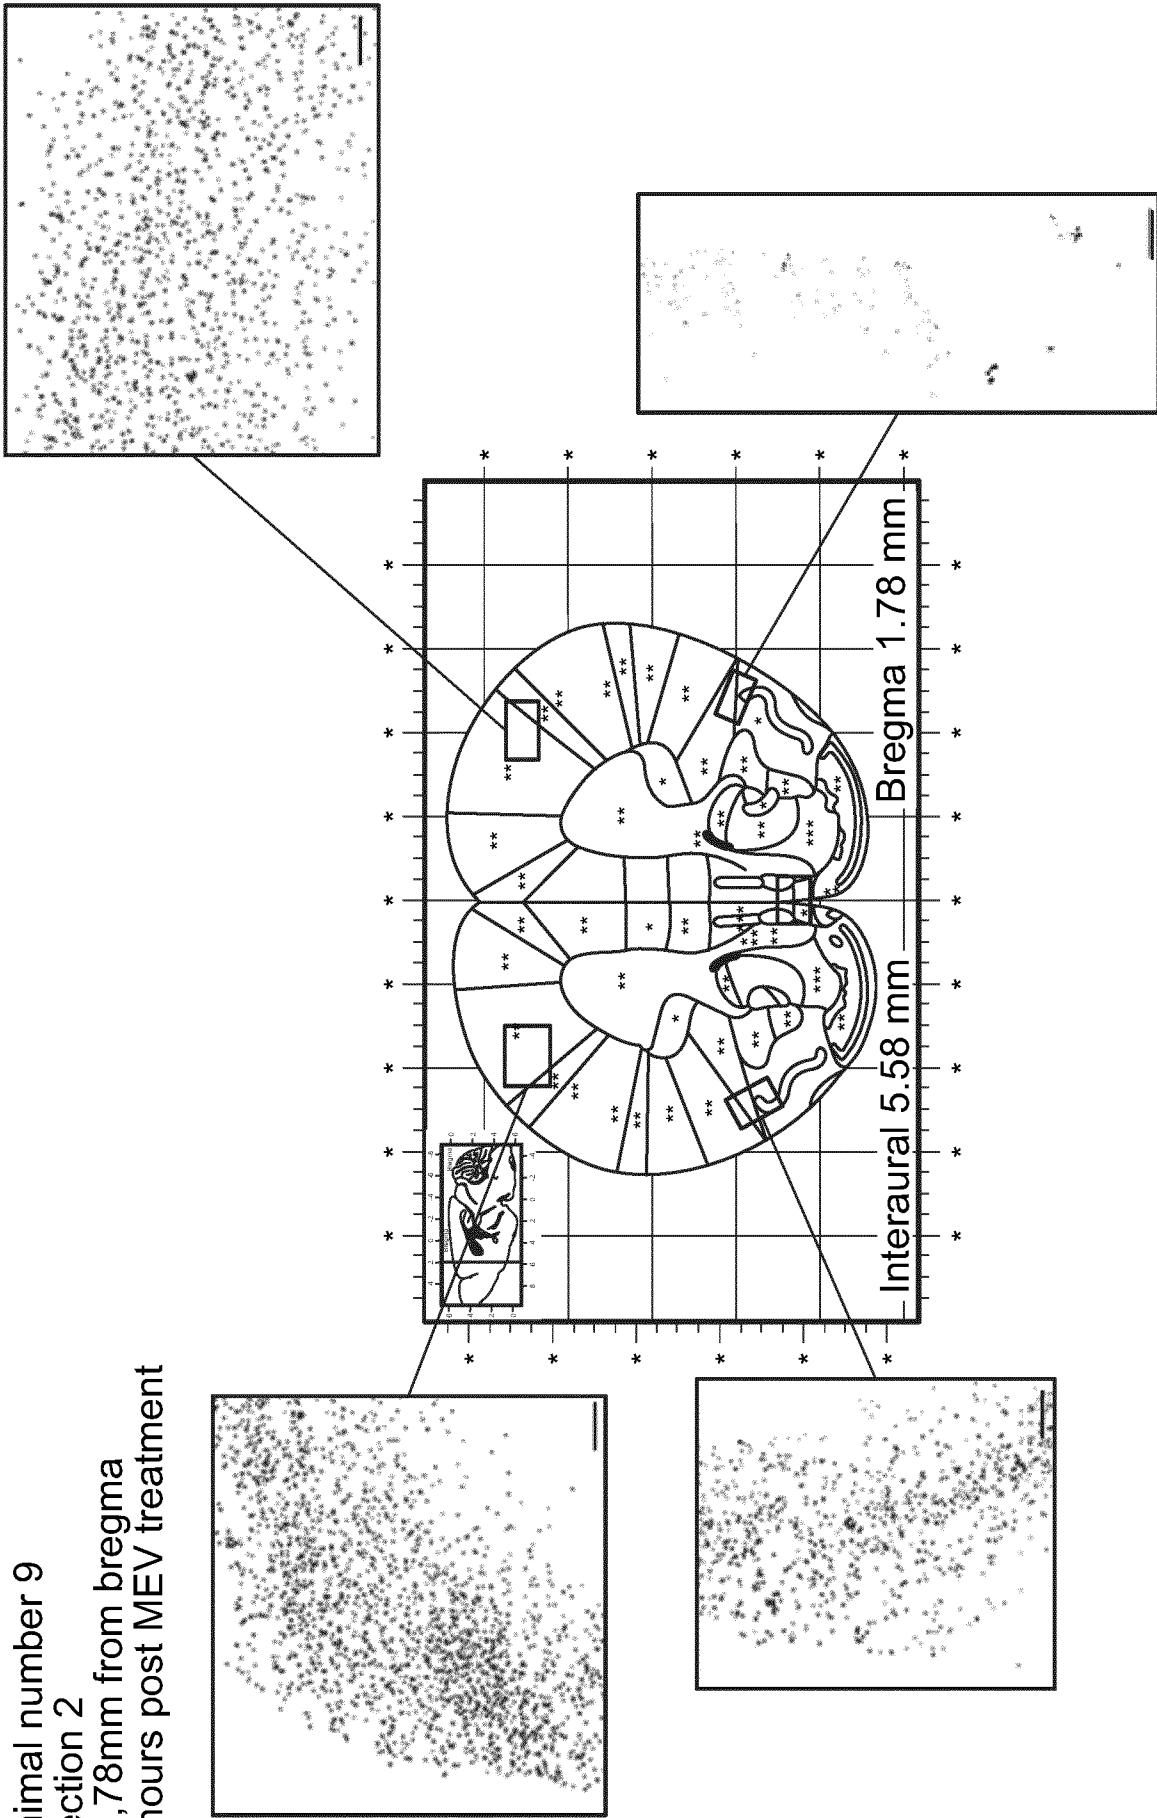 nimal number 9
ection 2
,78mm from bregma
hours post MEV treatment
Interaural 5.58 mm
Bregma 1.78 mm